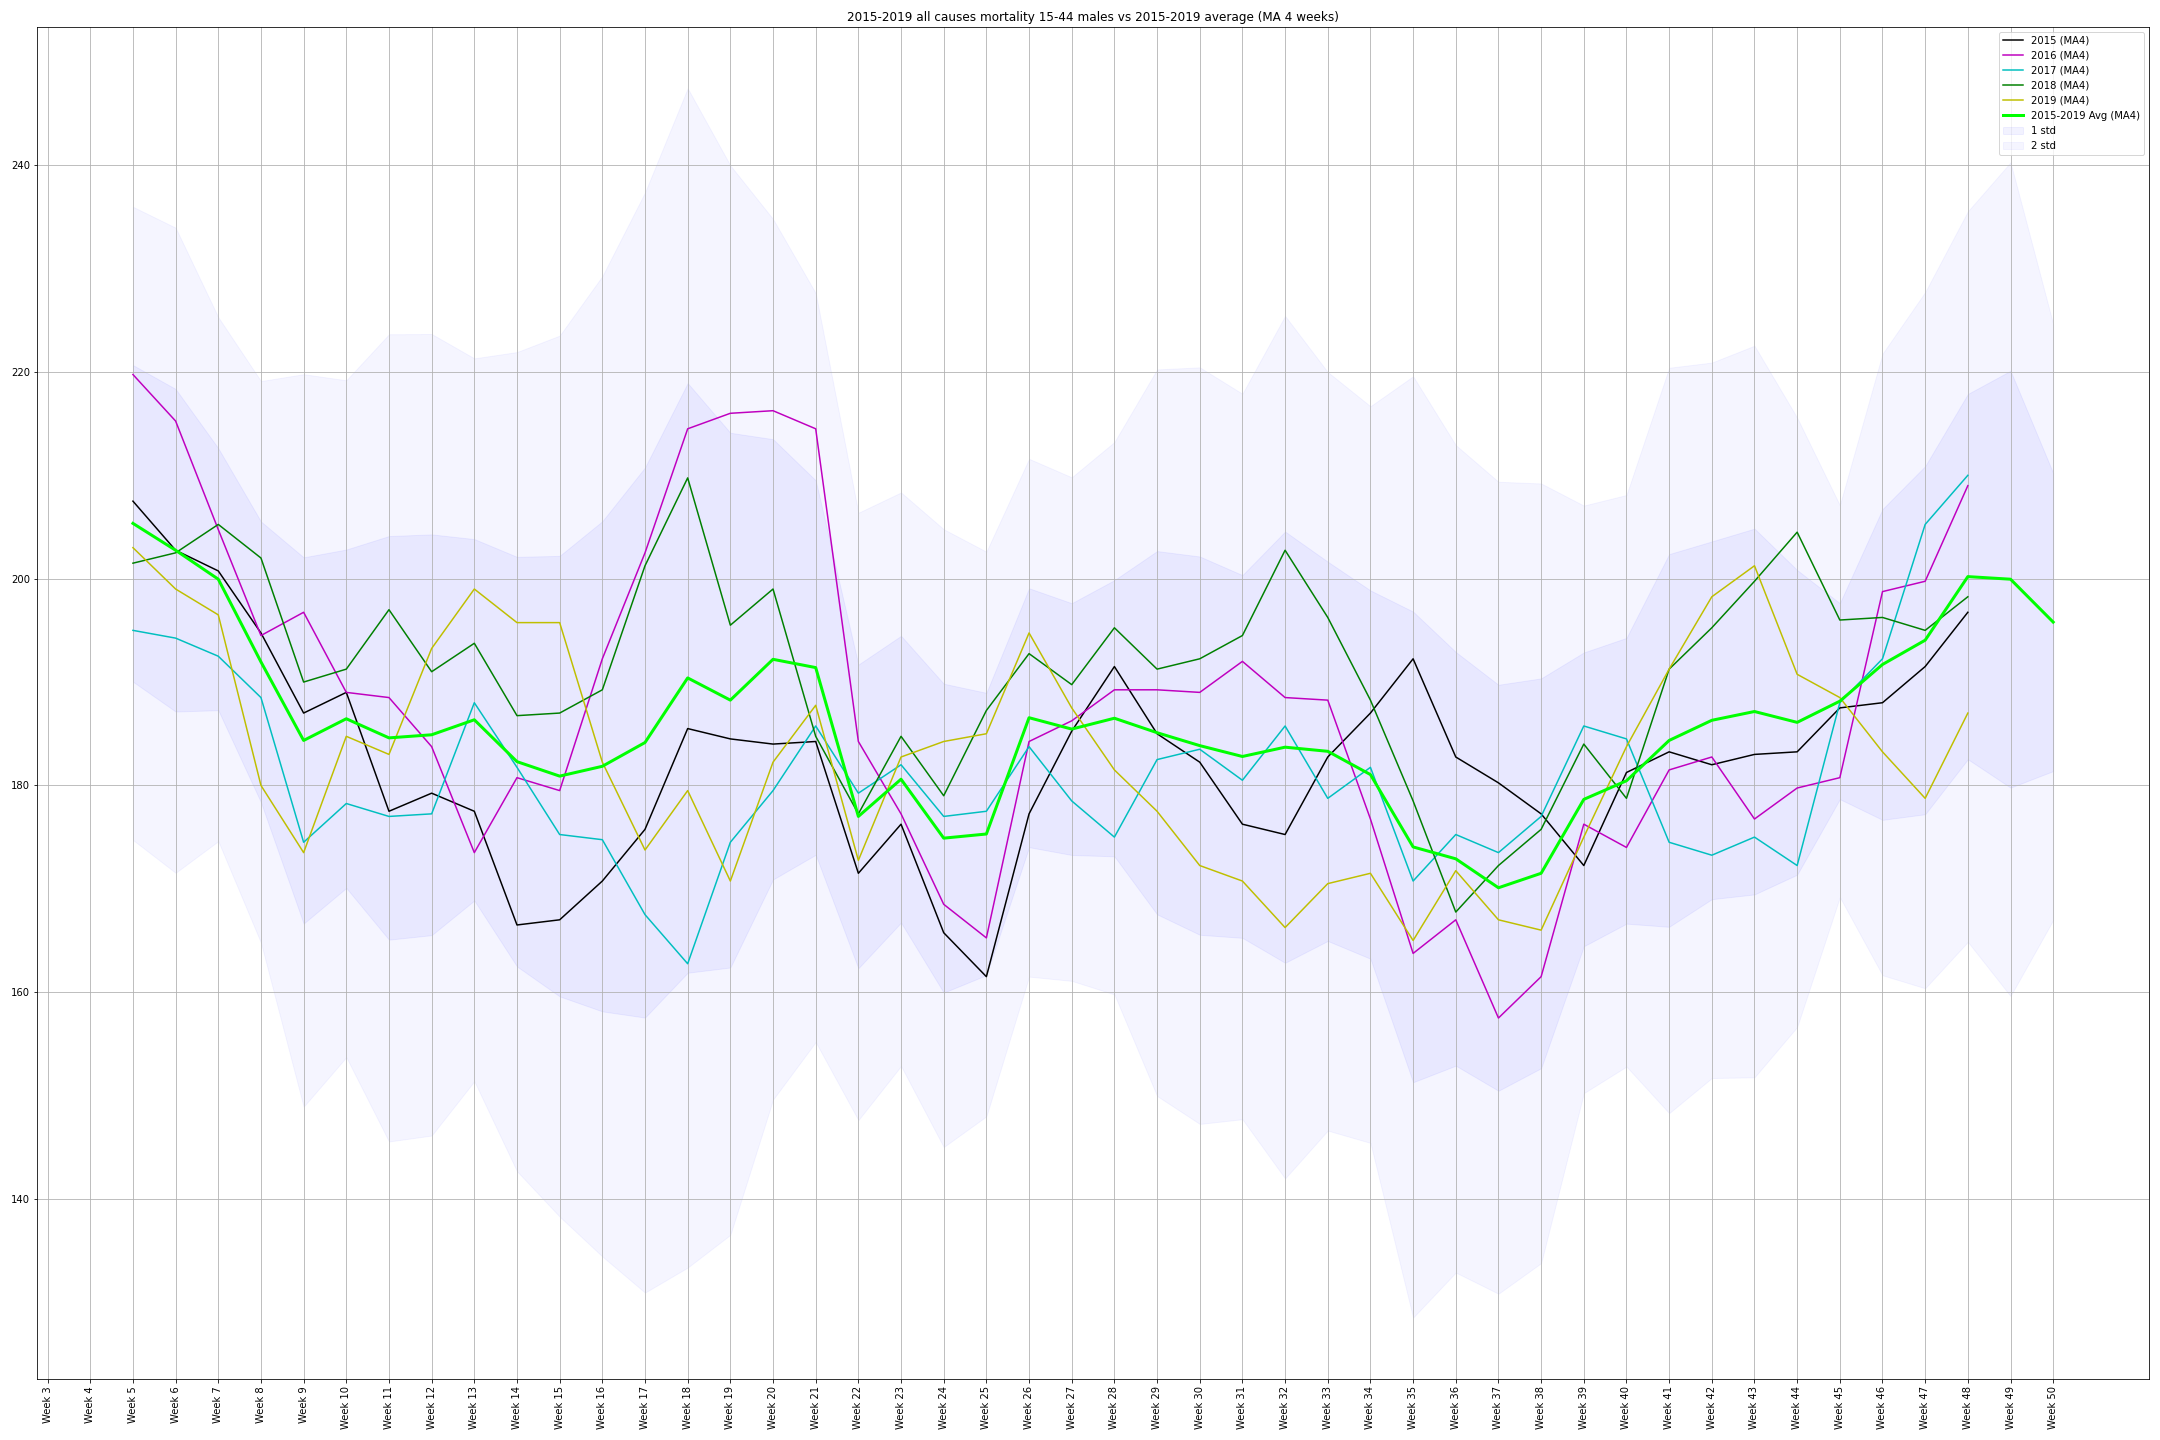 2015-2019 all causes mortality 15-44 males vs 2015-2019 average (MA 4 weeks)
2015 (MA4)
2016 (MA4)
2017 (MA4)
2018 (MA4)
2019 (MA4)
2015-2019 Avg (MA4)
1 std
2 std
240
220
200
180
160
140
Week 3
Week 4
Week 5
Week 6
Week 7
Week 8
Week 9
Week 10
Week 11
Week 12
Week 13
Week 14
Week 15
Week 16
Week 17
Week 18
Week 19
Week 20
Week 21
Week 22
Week 23
Week 24
Week 25
Week 26
Week 27
Week 28
Week 29
Week 30
Week 31
Week 32
Week 33
Week 34
Week 35
Week 36
Week 37
Week 38
Week 39
Week 40
Week 41
Week 42
Week 43
Week 44
Week 45
Week 46
Week 47
Week 48
Week 49
Week 50